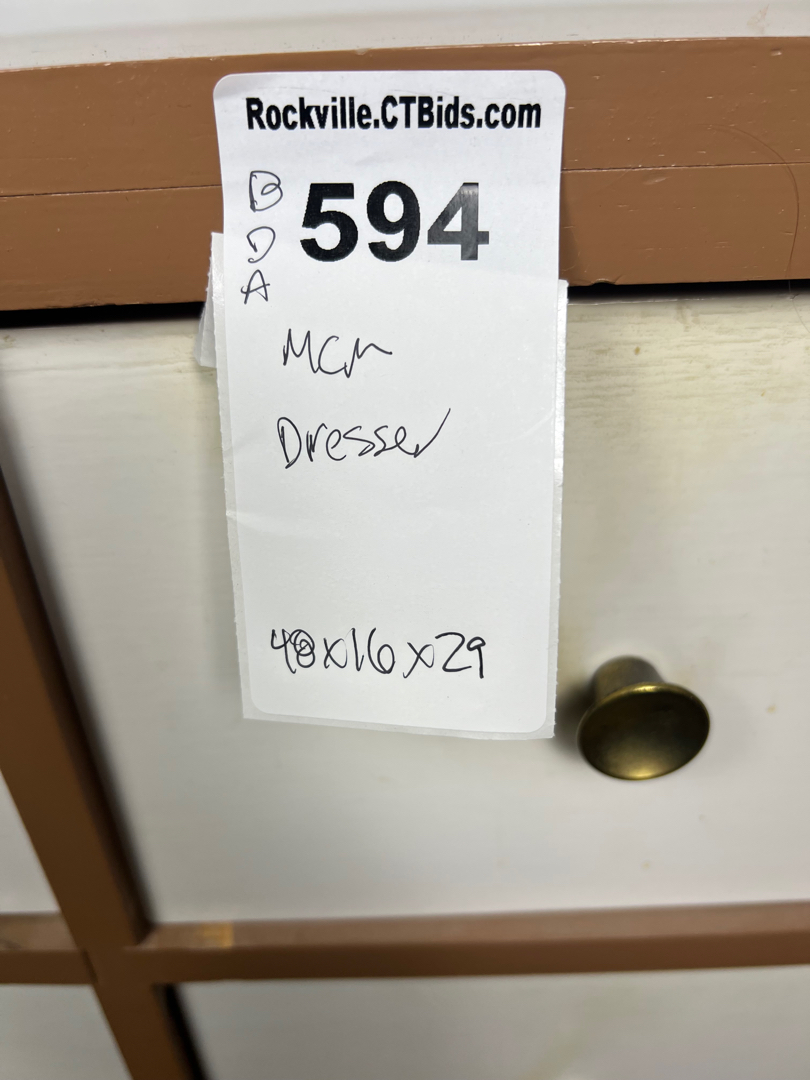 Rockville.CTBids.com
594
B
D
A
MCM
Dresser
48x16x29